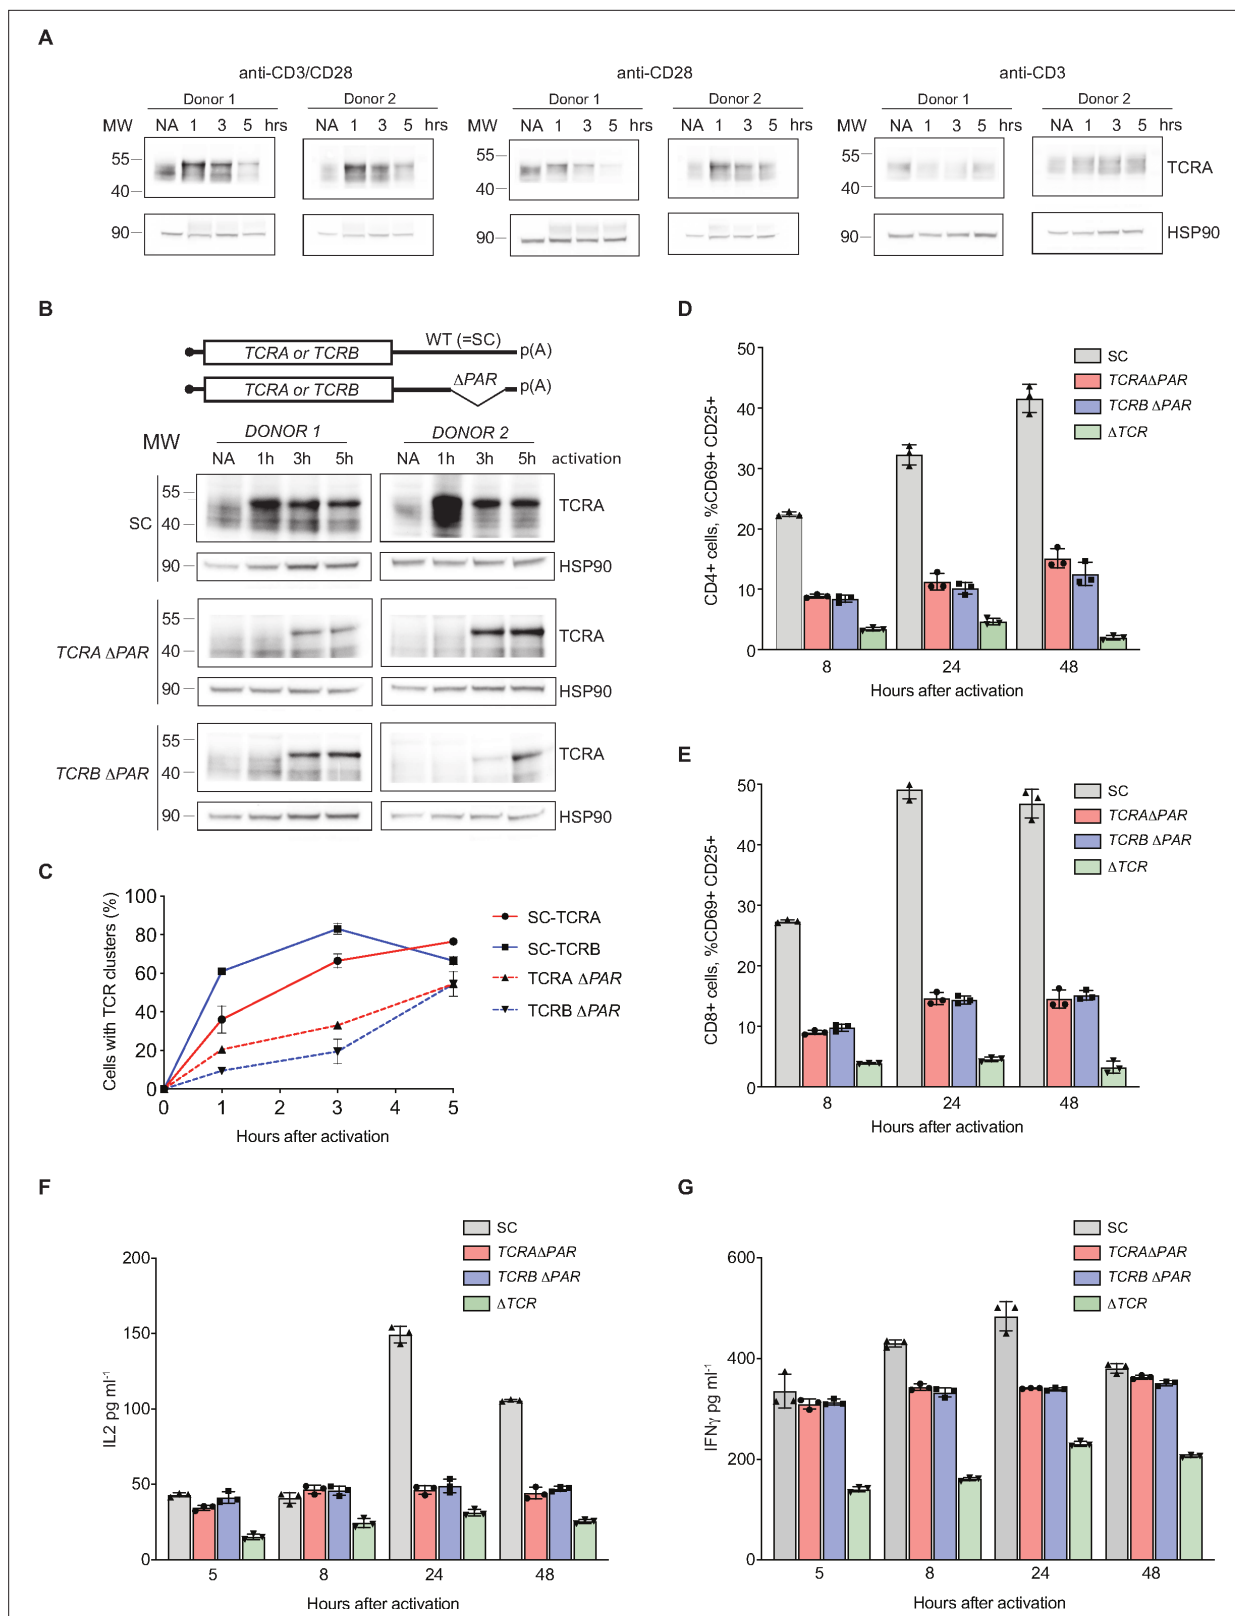 A
anti-CD3/CD28
anti-CD28
anti-CD3
Donor 1
Donor 2
Donor 1
Donor 2
Donor 1
Donor 2
MW NA 1 3 5 hrs
NA 1 3 5 hrs
MW NA 1 3 5 hrs
NA 1 3 5 hrs
MW NA 1 3 5 hrs
NA 1 3 5 hrs
55
40
55
40
55
40
TCRA
90
90
90
HSP90
B
WT (=SC)
TCRA or TCRB
p(A)
ΔPAR
TCRA or TCRB
p(A)
MW
DONOR 1
DONOR 2
NA 1h 3h 5h
NA 1h 3h 5h activation
SC
55
40
TCRA
90
HSP90
TCRA ΔPAR
55
40
TCRA
90
HSP90
TCRB ΔPAR
55
40
TCRA
90
HSP90
C
Cells with TCR clusters (%)
100
80
60
40
20
0
0 1 2 3 4 5
Hours after activation
SC-TCRA
SC-TCRB
TCRA ΔPAR
TCRB ΔPAR
D
CD4+ cells, %CD69+ CD25+
50
40
30
20
10
0
8 24 48
Hours after activation
SC
TCRAΔPAR
TCRB ΔPAR
ΔTCR
E
CD8+ cells, %CD69+ CD25+
50
40
30
20
10
0
8 24 48
Hours after activation
SC
TCRAΔPAR
TCRB ΔPAR
ΔTCR
F
IL2 pg ml-1
200
150
100
50
0
5 8 24 48
Hours after activation
SC
TCRAΔPAR
TCRB ΔPAR
ΔTCR
G
IFNγ pg ml-1
600
400
200
0
5 8 24 48
Hours after activation
SC
TCRAΔPAR
TCRB ΔPAR
ΔTCR